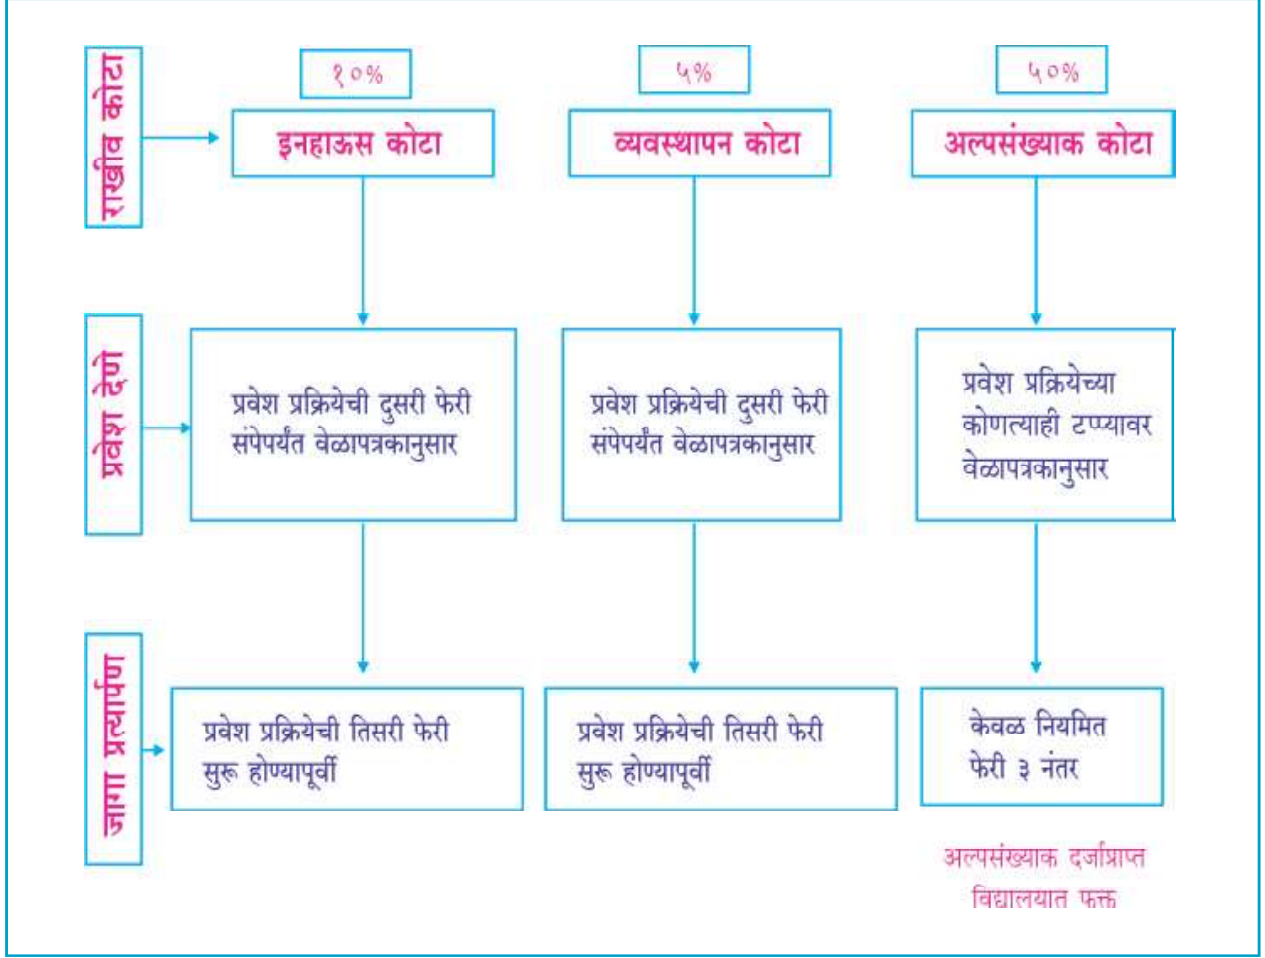 राखीव कोटा
१०%
इनहाऊस कोटा
५%
व्यवस्थापन कोटा
५०%
अल्पसंख्याक कोटा
प्रवेश देणे
प्रवेश प्रक्रियेची दुसरी फेरी
संपेपर्यंत वेळापत्रकानुसार
प्रवेश प्रक्रियेची दुसरी फेरी
संपेपर्यंत वेळापत्रकानुसार
प्रवेश प्रक्रियेच्या
कोणत्याही टप्प्यावर
वेळापत्रकानुसार
जागा प्रत्यार्पण
प्रवेश प्रक्रियेची तिसरी फेरी
सुरू होण्यापूर्वी
प्रवेश प्रक्रियेची तिसरी फेरी
सुरू होण्यापूर्वी
केवळ नियमित
फेरी ३ नंतर
अल्पसंख्याक दर्जाप्राप्त
विद्यालयात फक्त